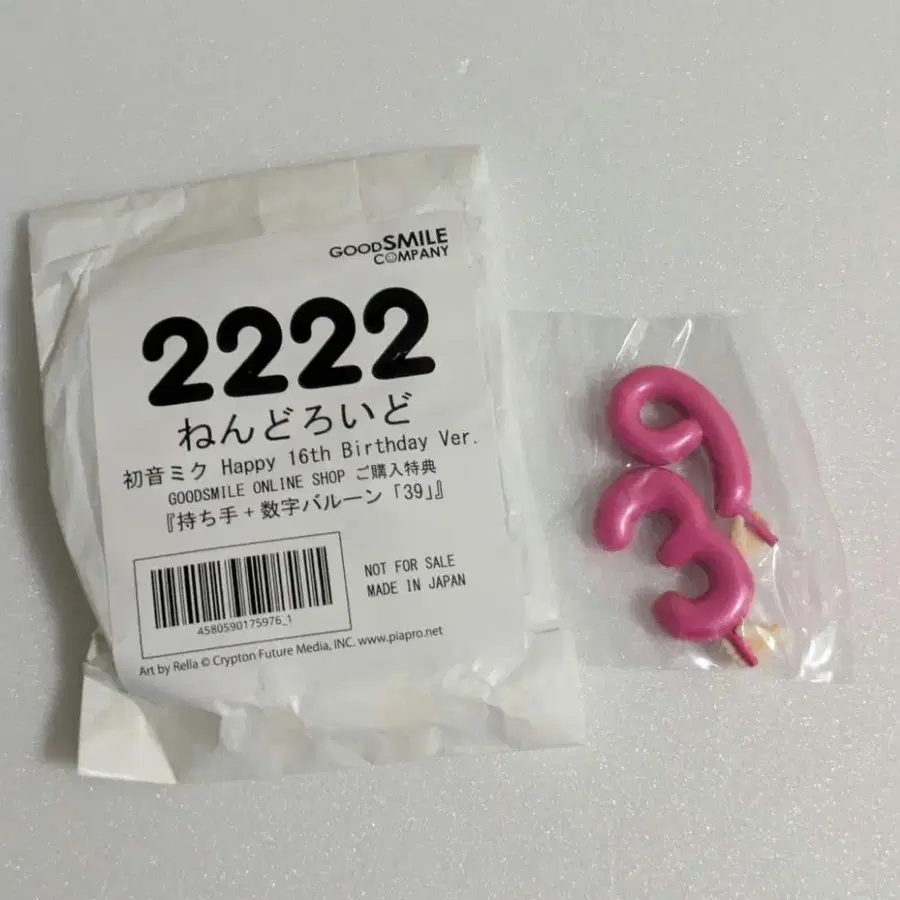 GOODSMILE
COMPANY
2222
ねんどろいど
初音ミク Happy 16th Birthday Ver.
GOODSMILE ONLINE SHOP ご購入特典
『持ち手+数字バルーン「39」』
NOT FOR SALE
MADE IN JAPAN
4580590175976_1
Art by Rella © Crypton Future Media, INC. www.piapro.net
9
3